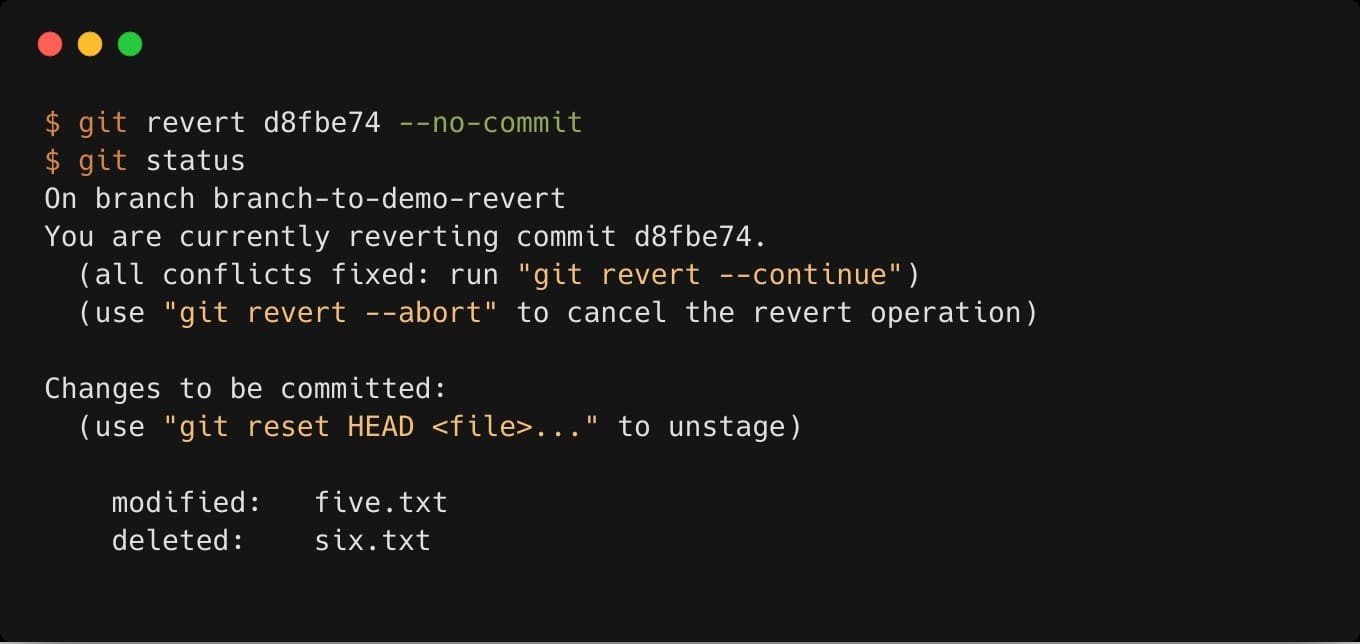 $ git revert d8fbe74 --no-commit
$ git status
On branch branch-to-demo-revert
You are currently reverting commit d8fbe74.
  (all conflicts fixed: run "git revert --continue")
  (use "git revert --abort" to cancel the revert operation)

Changes to be committed:
  (use "git reset HEAD <file>..." to unstage)

    modified:   five.txt
    deleted:    six.txt